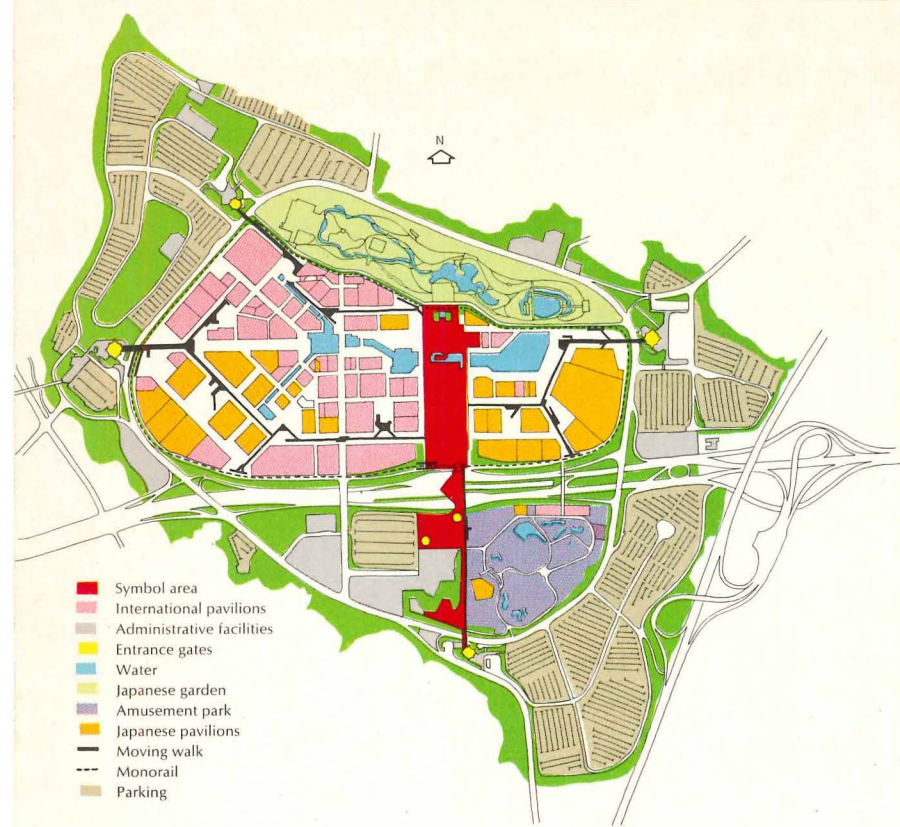 N
Symbol area
International pavilions
Administrative facilities
Entrance gates
Water
Japanese garden
Amusement park
Japanese pavilions
Moving walk
Monorail
Parking